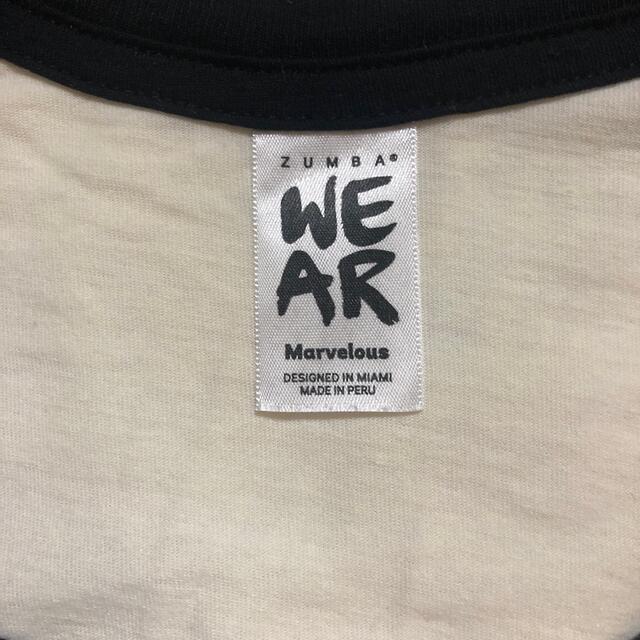 ZUMBA®
WE
AR
Marvelous
DESIGNED IN MIAMI
MADE IN PERU